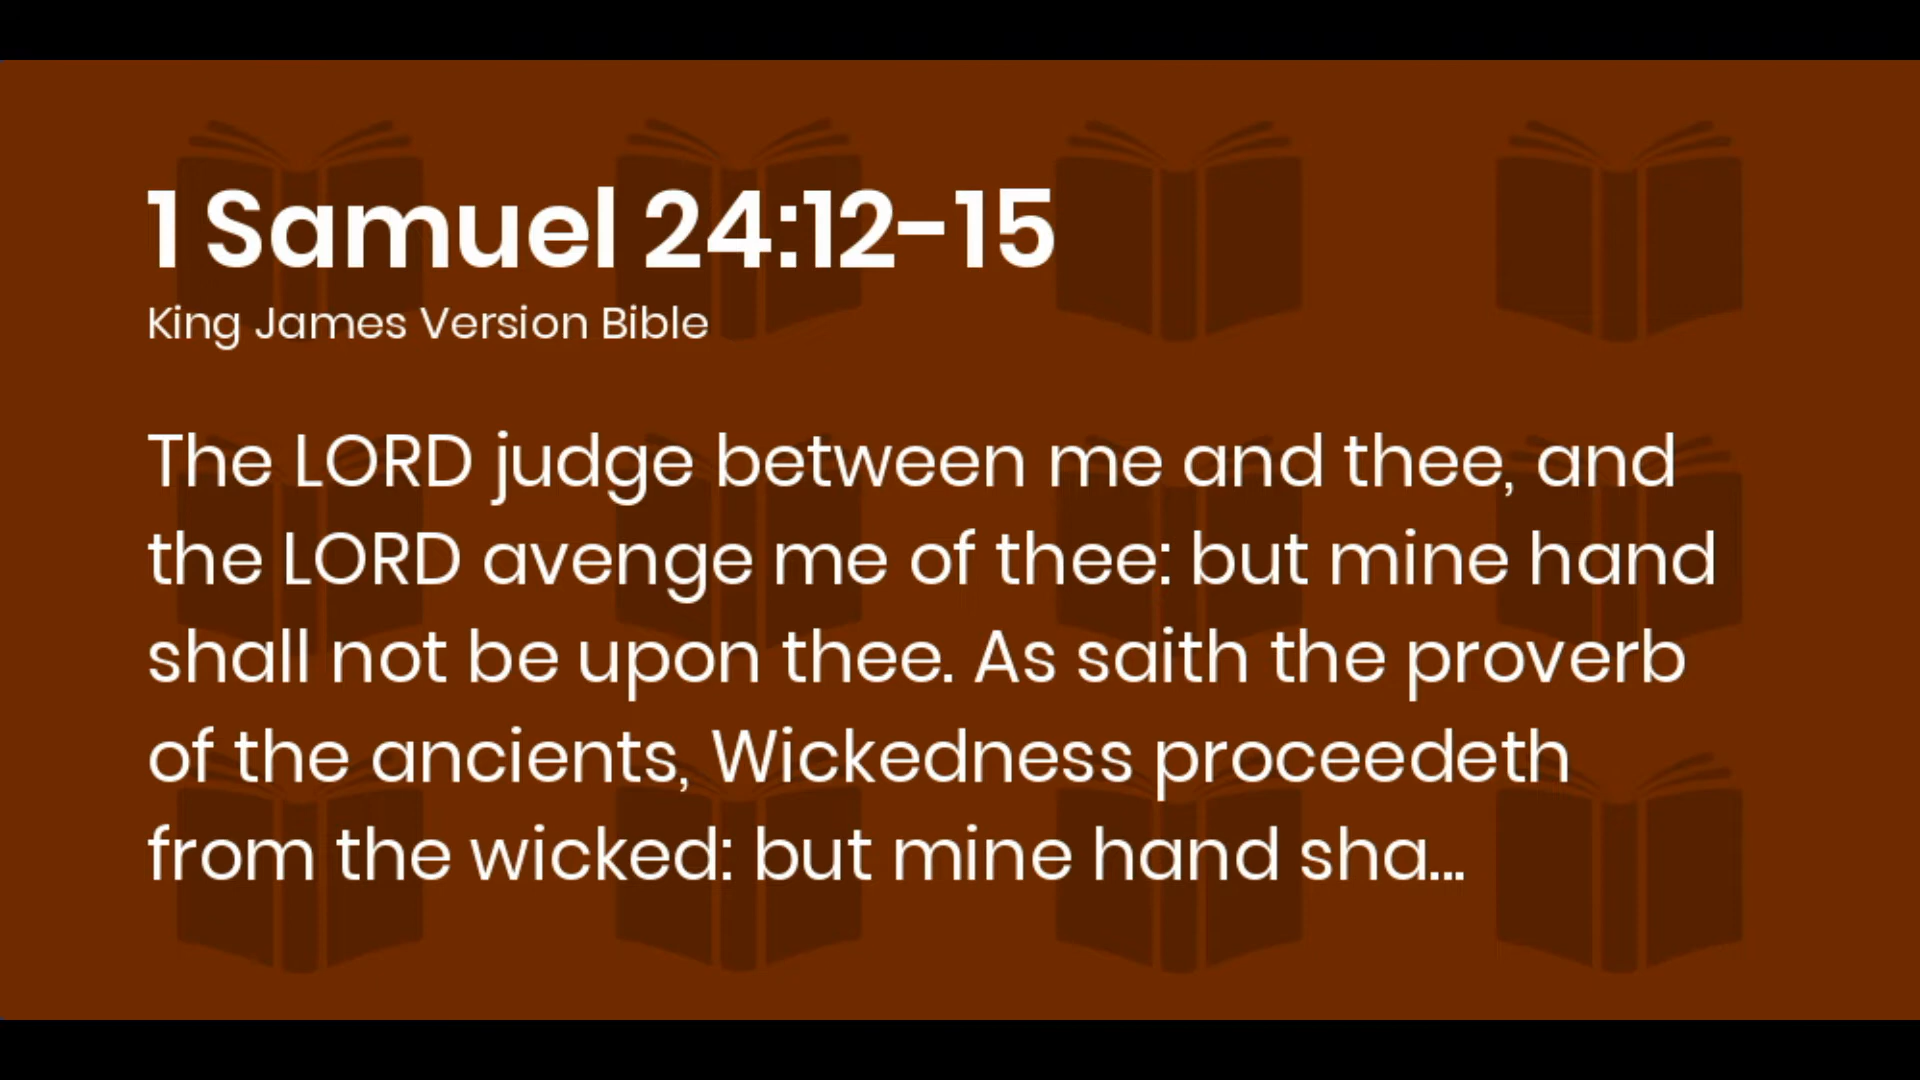 1 Samuel 24:12-15
King James Version Bible
The LORD judge between me and thee, and
the LORD avenge me of thee: but mine hand
shall not be upon thee. As saith the proverb
of the ancients, Wickedness proceedeth
from the wicked: but mine hand sha...